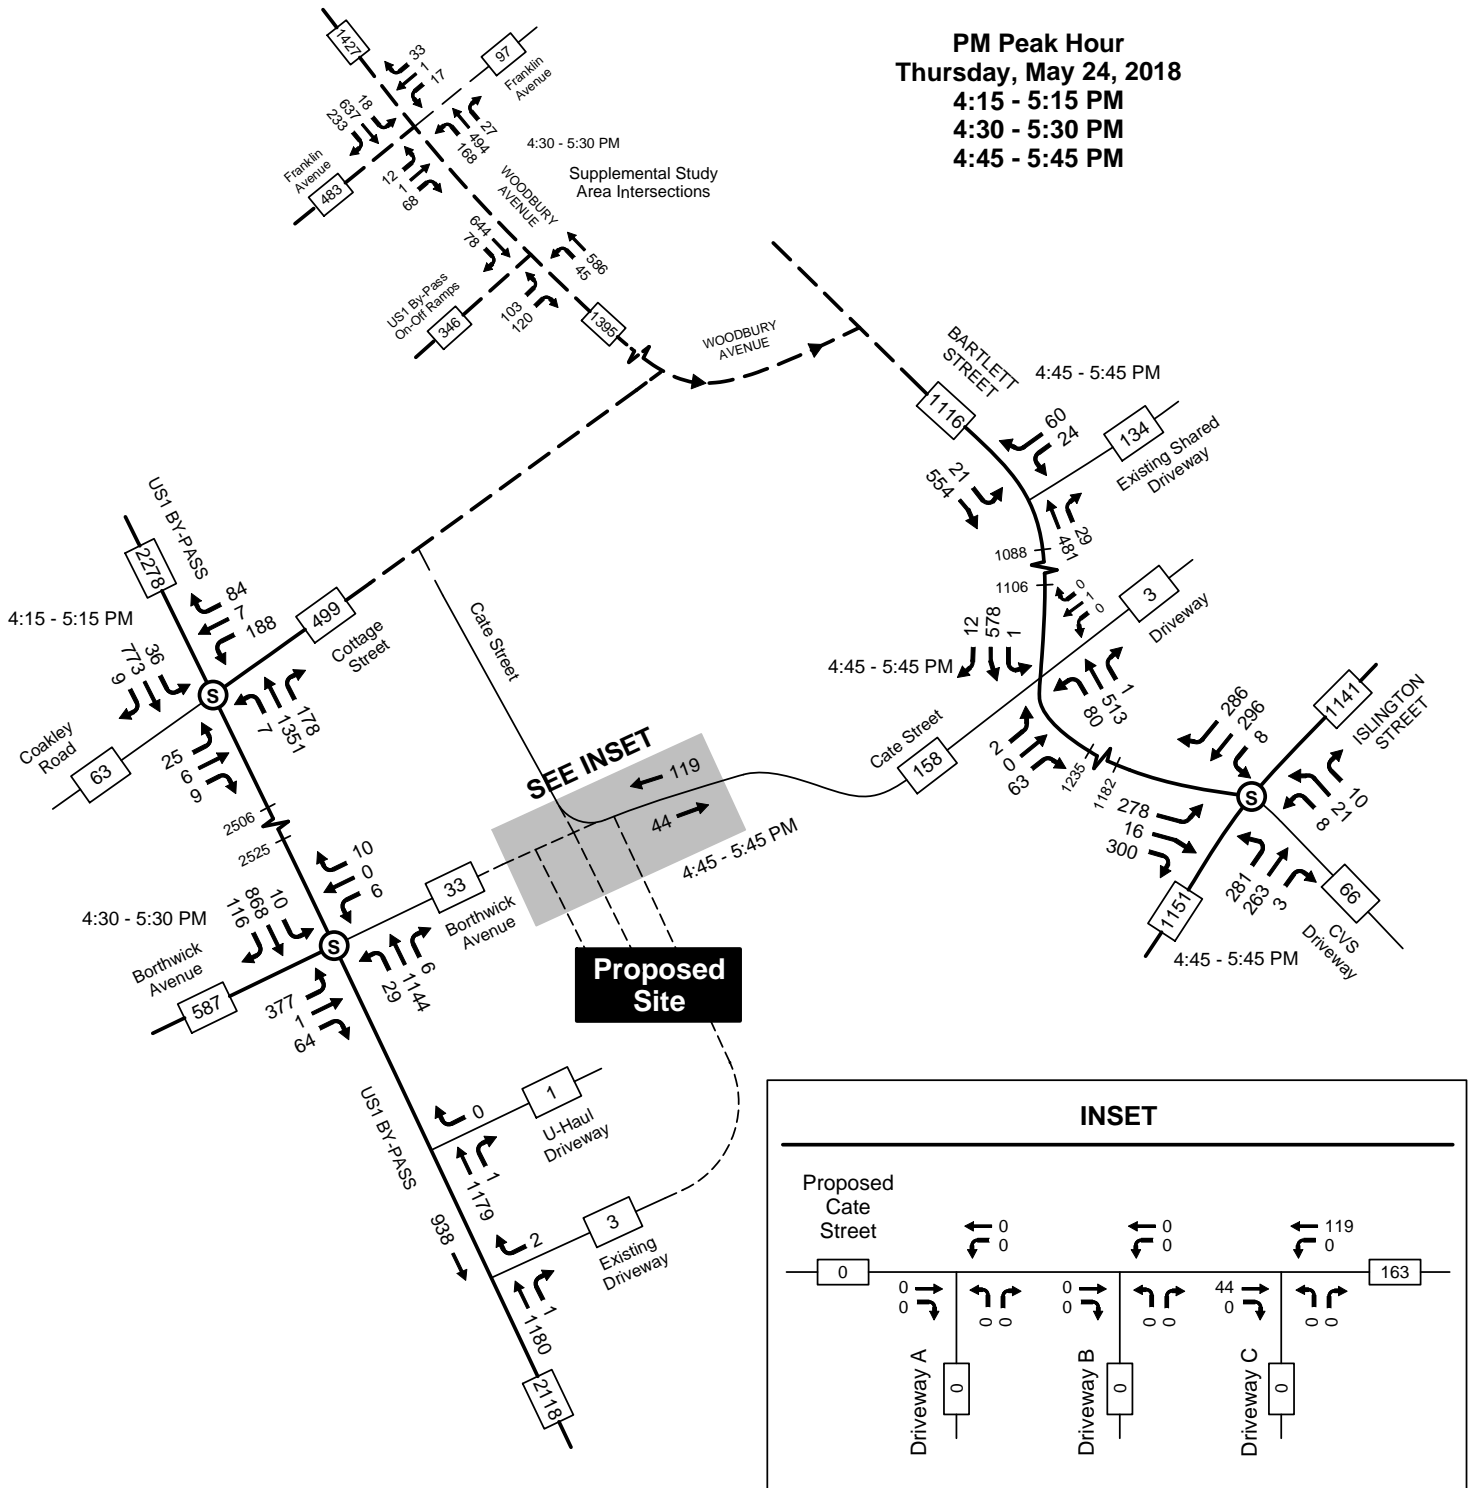 PM Peak Hour
Thursday, May 24, 2018
4:15 - 5:15 PM
4:30 - 5:30 PM
4:45 - 5:45 PM
1427
33
1
17
97
Franklin
Avenue
18
637
233
27
494
168
4:30 - 5:30 PM
Supplemental Study
Area Intersections
Franklin
Avenue
483
12
1
68
WOODBURY
AVENUE
644
78
586
45
US1 By-Pass
On-Off Ramps
346
103
120
1395
WOODBURY
AVENUE
BARTLETT
STREET
4:45 - 5:45 PM
1116
60
24
134
Existing Shared
Driveway
21
554
29
481
1088
1106
0
1
0
3
Driveway
12
578
1
4:45 - 5:45 PM
1
513
80
Cate Street
158
2
0
63
1235
1182
286
296
8
1141
ISLINGTON
STREET
S
278
16
300
10
21
8
281
263
3
1151
66
CVS
Driveway
4:45 - 5:45 PM
US1 BY-PASS
2278
4:15 - 5:15 PM
84
7
188
499
Cottage
Street
Cate Street
36
773
9
S
178
1351
7
Coakley
Road
63
25
6
9
2506
2525
SEE INSET
119
44
4:45 - 5:45 PM
10
0
6
33
Borthwick
Avenue
4:30 - 5:30 PM
10
868
116
S
Borthwick
Avenue
587
377
1
64
6
1144
29
Proposed
Site
US1 BY-PASS
0
1
U-Haul
Driveway
1
1179
938
2
3
Existing
Driveway
1
1180
2118
INSET
Proposed
Cate
Street
0
0
0
0
0
119
0
0
163
0
0
0
0
44
0
0
0
0
0
0
0
Driveway A
0
Driveway B
0
Driveway C
0